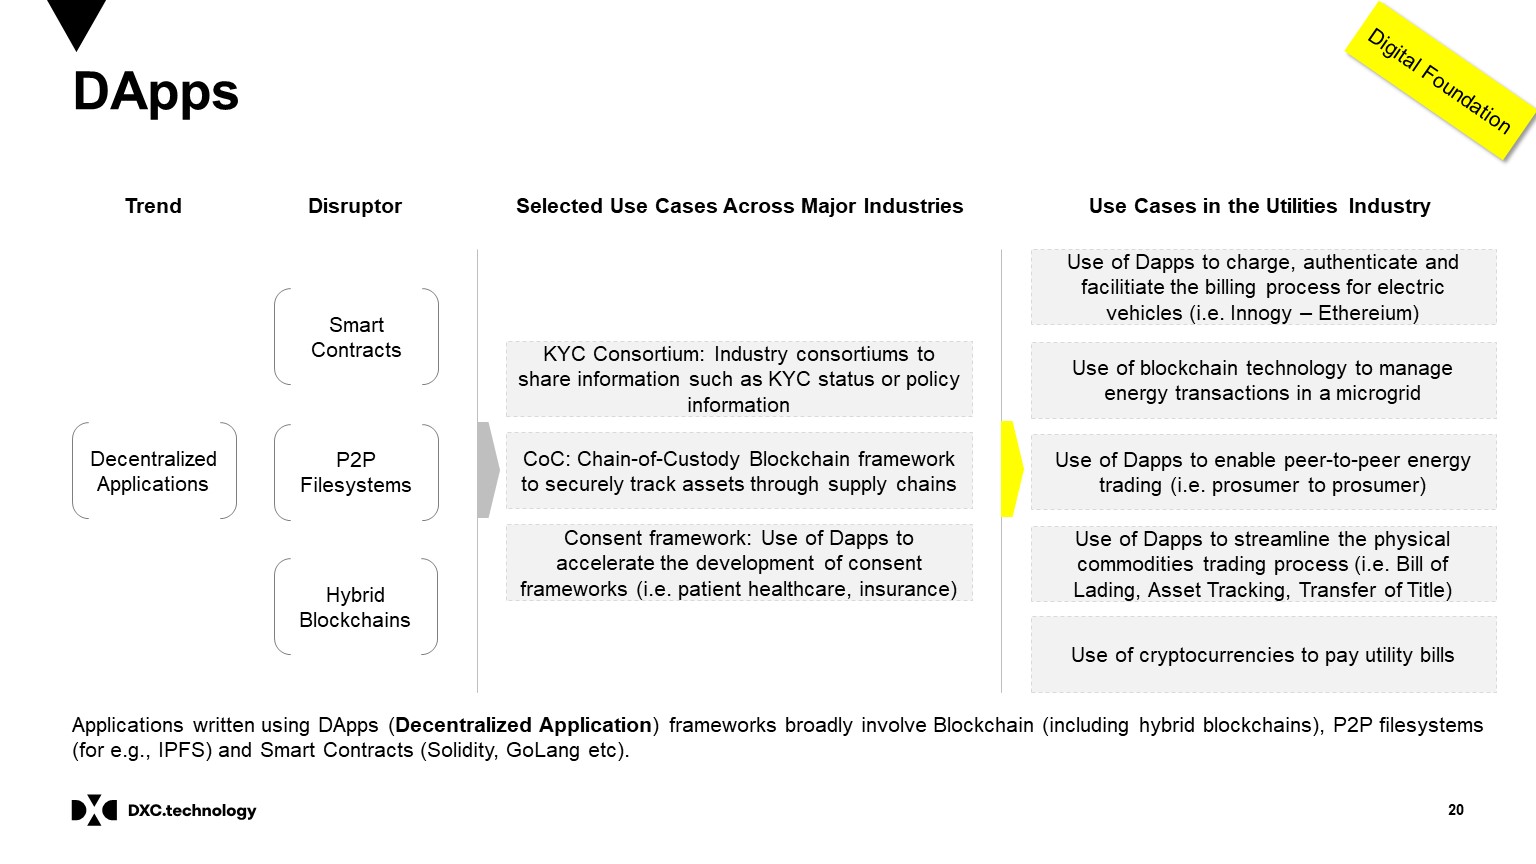 DApps
Digital Foundation
Trend
Disruptor
Selected Use Cases Across Major Industries
Use Cases in the Utilities Industry
Decentralized
Applications
Smart
Contracts
P2P
Filesystems
Hybrid
Blockchains
KYC Consortium: Industry consortiums to
share information such as KYC status or policy
information
CoC: Chain-of-Custody Blockchain framework
to securely track assets through supply chains
Consent framework: Use of Dapps to
accelerate the development of consent
frameworks (i.e. patient healthcare, insurance)
Use of Dapps to charge, authenticate and
facilitiate the billing process for electric
vehicles (i.e. Innogy – Ethereium)
Use of blockchain technology to manage
energy transactions in a microgrid
Use of Dapps to enable peer-to-peer energy
trading (i.e. prosumer to prosumer)
Use of Dapps to streamline the physical
commodities trading process (i.e. Bill of
Lading, Asset Tracking, Transfer of Title)
Use of cryptocurrencies to pay utility bills
Applications written using DApps (Decentralized Application) frameworks broadly involve Blockchain (including hybrid blockchains), P2P filesystems
(for e.g., IPFS) and Smart Contracts (Solidity, GoLang etc).
DXC.technology
20